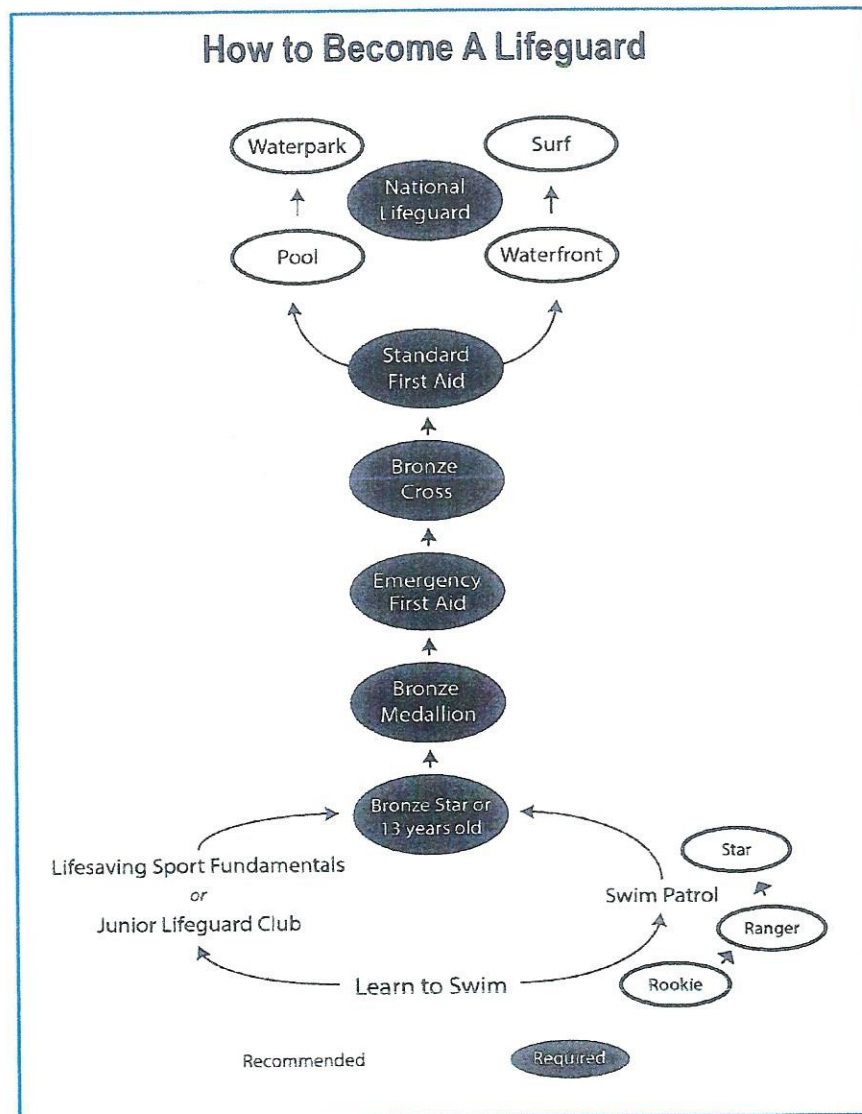 How to Become A Lifeguard
Waterpark
Surf
National
Lifeguard
Pool
Waterfront
Standard
First Aid
Bronze
Cross
Emergency
First Aid
Bronze
Medallion
Bronze Star or
13 years old
Lifesaving Sport Fundamentals
or
Junior Lifeguard Club
Swim Patrol
Star
Ranger
Rookie
Learn to Swim
Recommended
Required